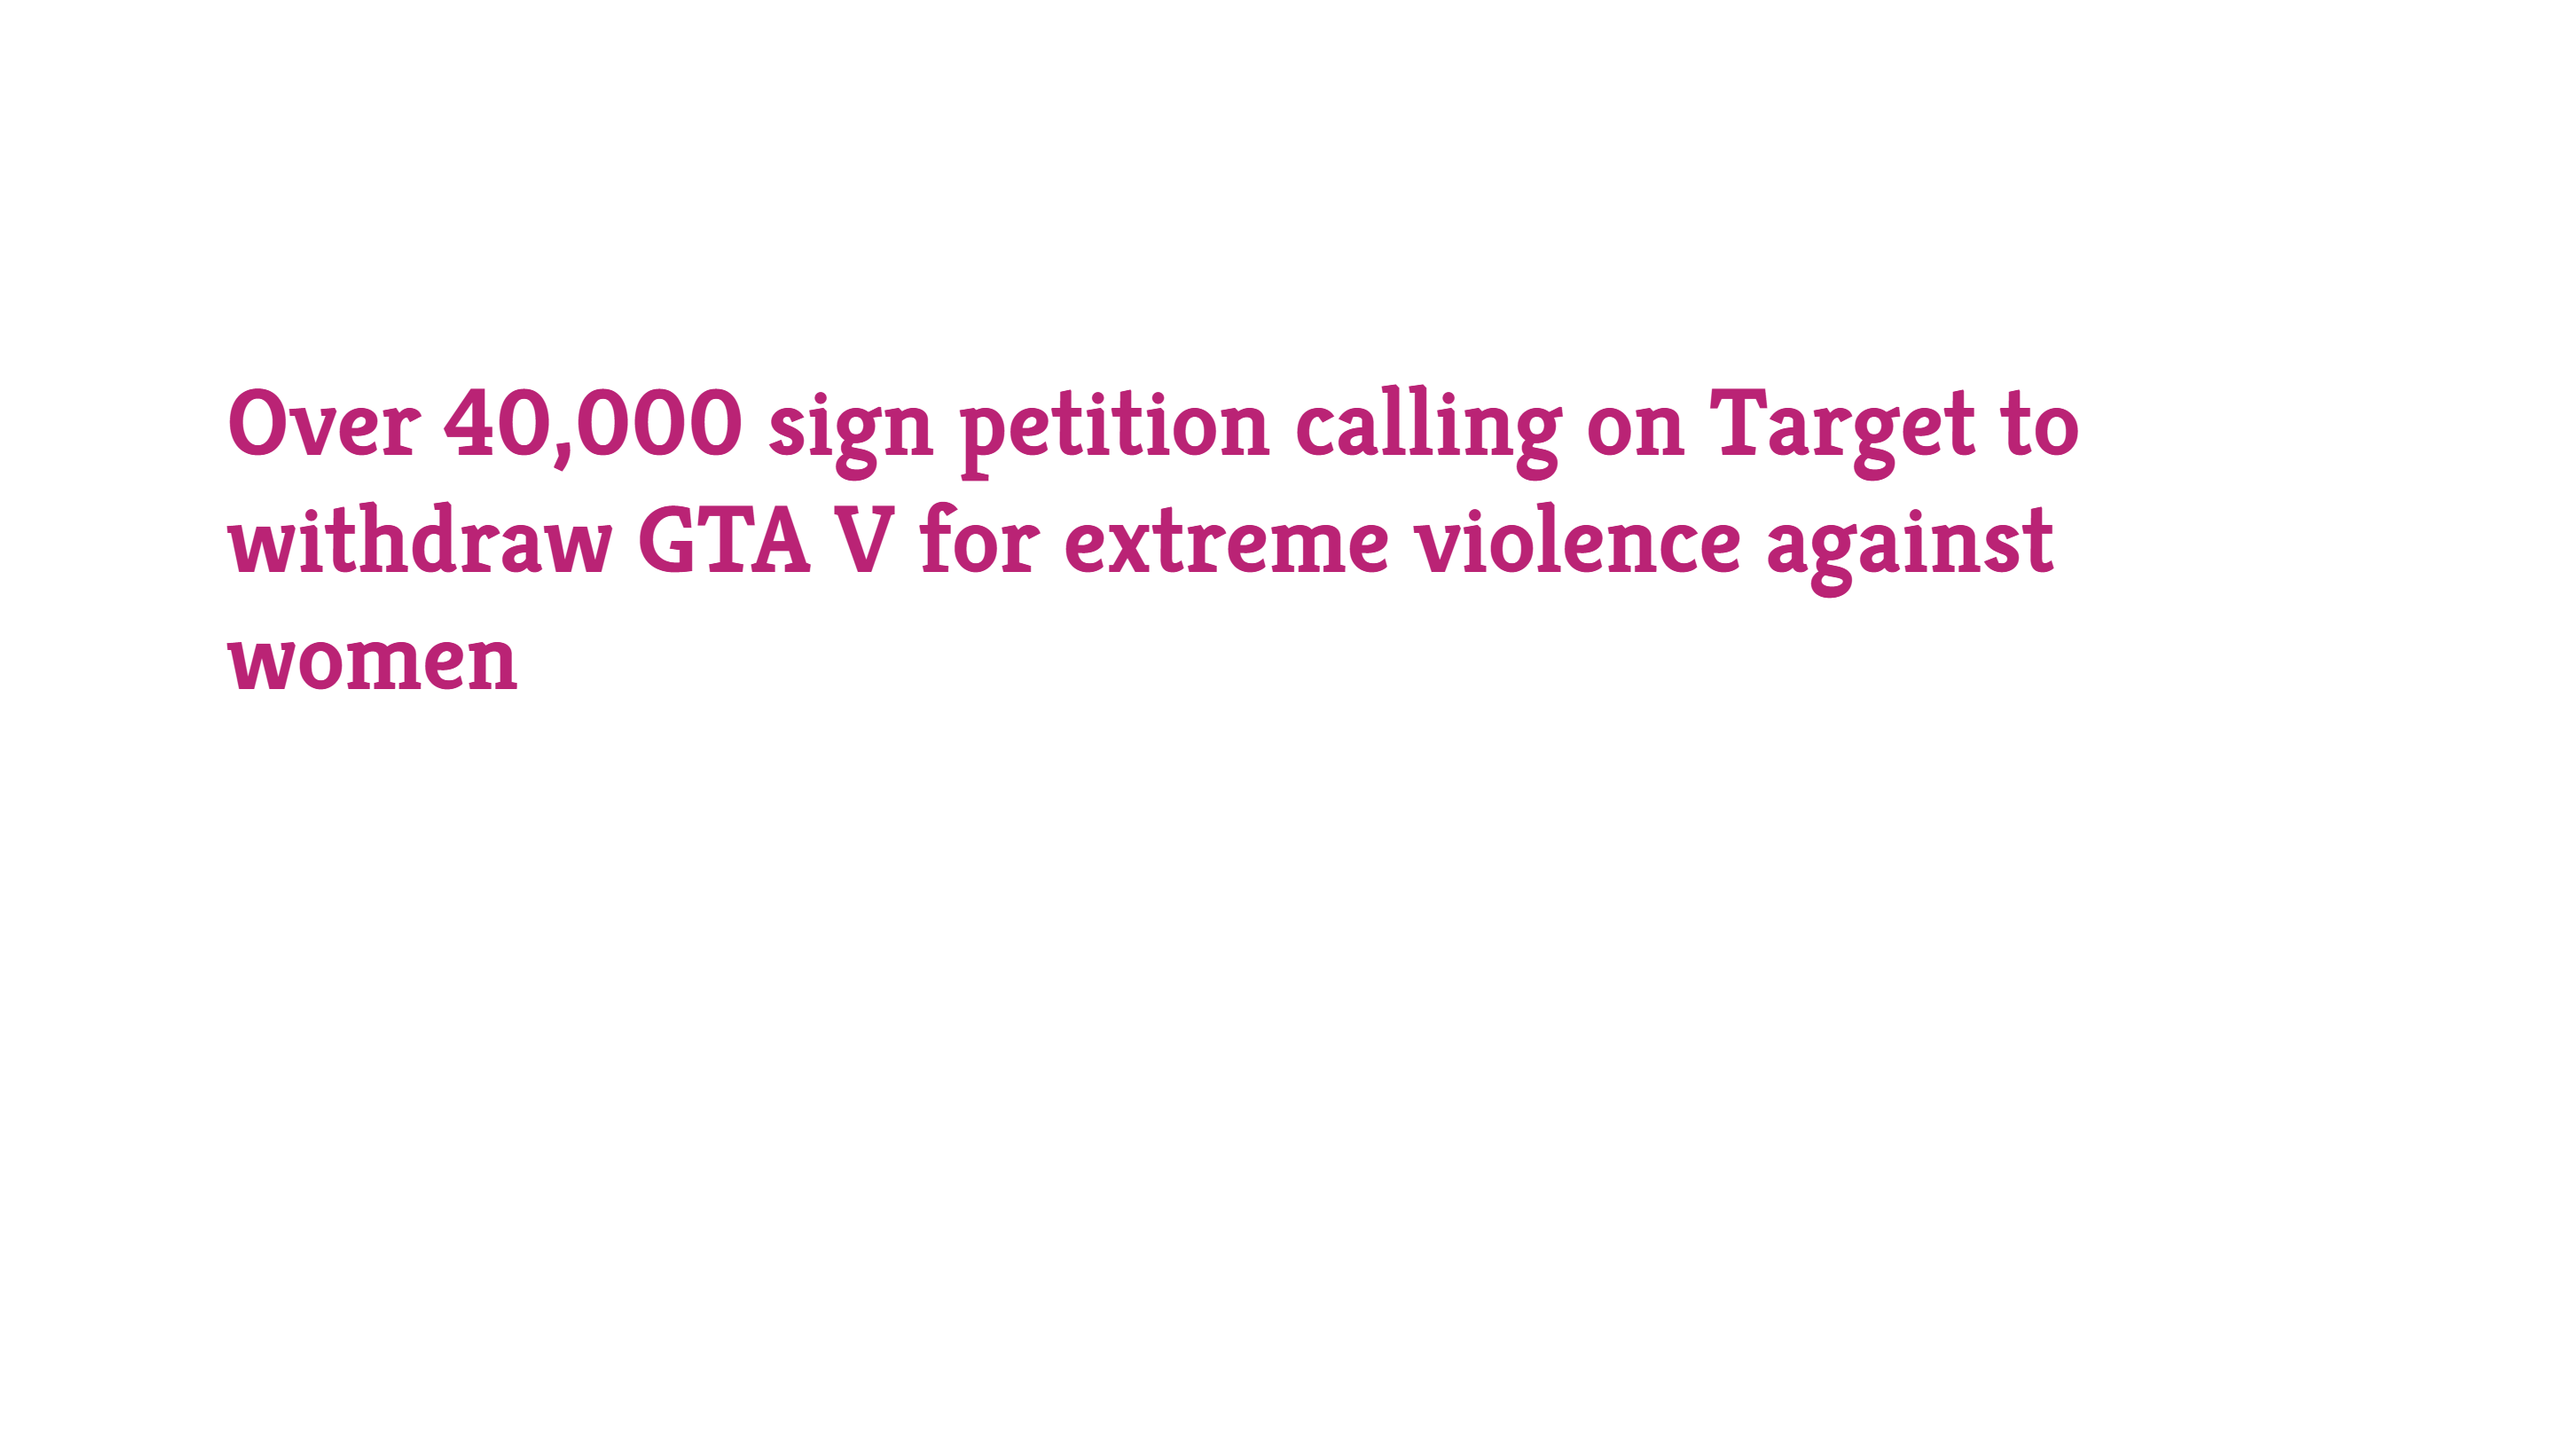 Over 40,000 sign petition calling on Target to
withdraw GTA V for extreme violence against
women